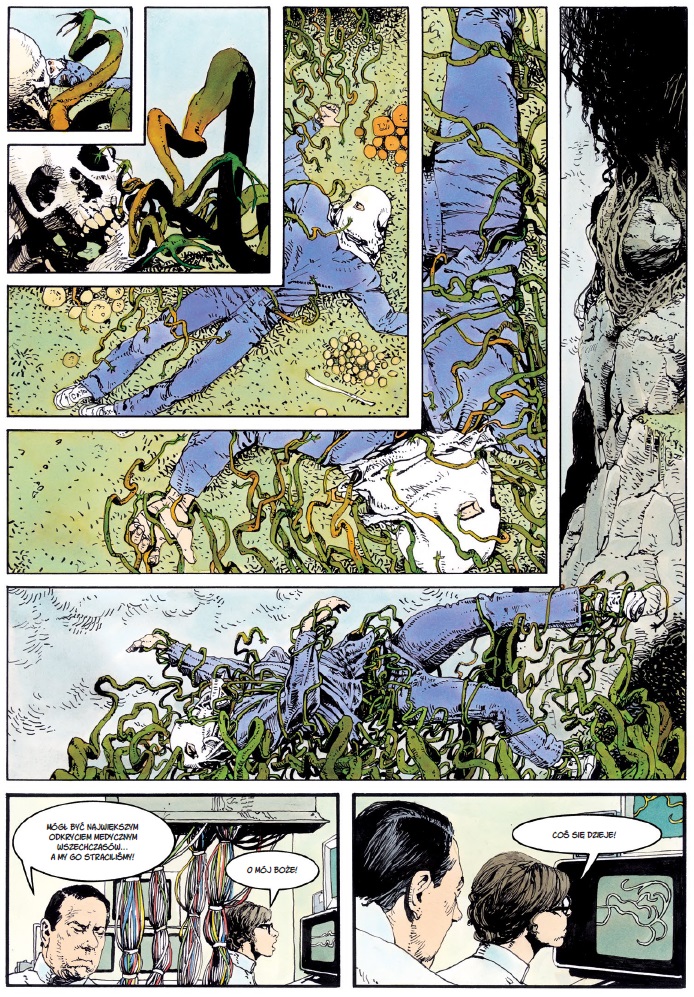 MÓGŁ BYĆ NAJWIĘKSZYM
ODKRYCIEM MEDYCZNYM
WSZECHCZASÓW...
A MY GO STRACILIŚMY!
O MÓJ BOŻE!
COŚ SIĘ DZIEJE!